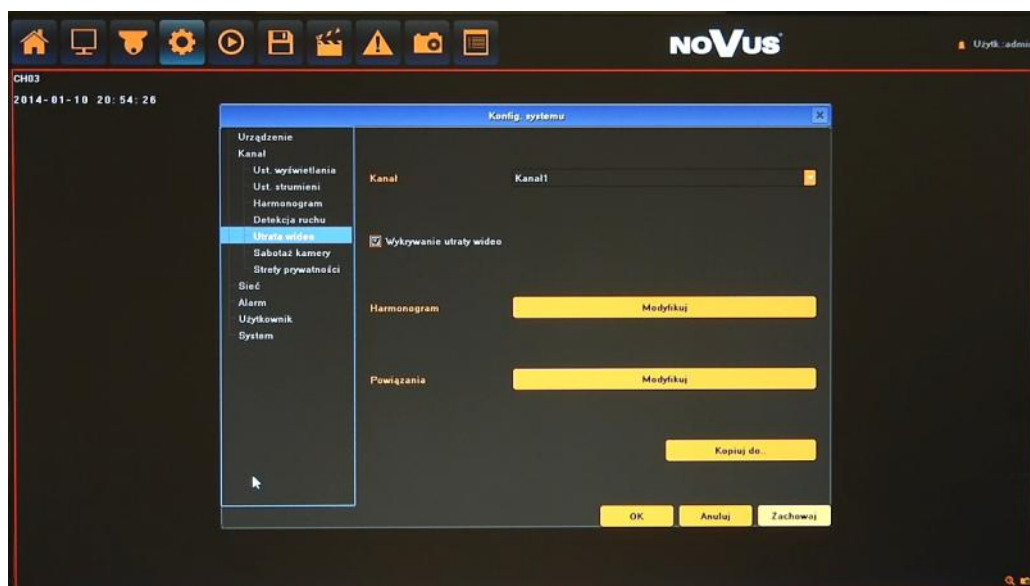 NOVUS
Użytk.:admi
CH03
2014-01-10 20:54:26
Konfig. systemu
Urządzenie
Kanał
Ust. wyświetlania
Ust. strumieni
Harmonogram
Detekcja ruchu
Utrata wideo
Sabotaż kamery
Strefy prywatności
Sieć
Alarm
Użytkownik
System
Kanał
Kanał1
Wykrywanie utraty wideo
Harmonogram
Modyfikuj
Powiązania
Modyfikuj
Kopiuj do..
OK
Anuluj
Zachowaj